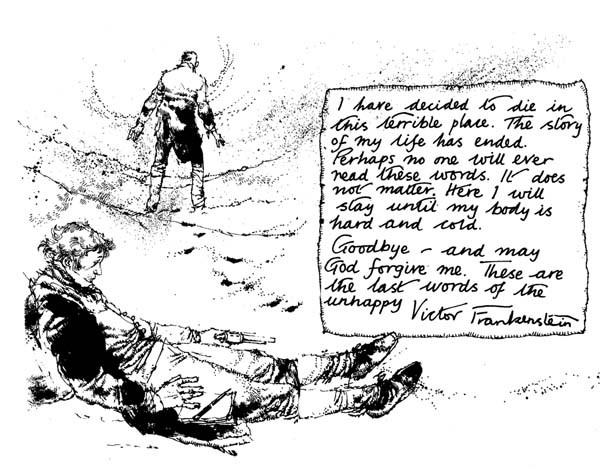 I have decided to die in
this terrible place. The story
of my life has ended.
Perhaps no one will ever
read these words. It does
not matter. Here I will
stay until my body is
hard and cold.
Goodbye – and may
God forgive me. These are
the last words of the
unhappy Victor Frankenstein